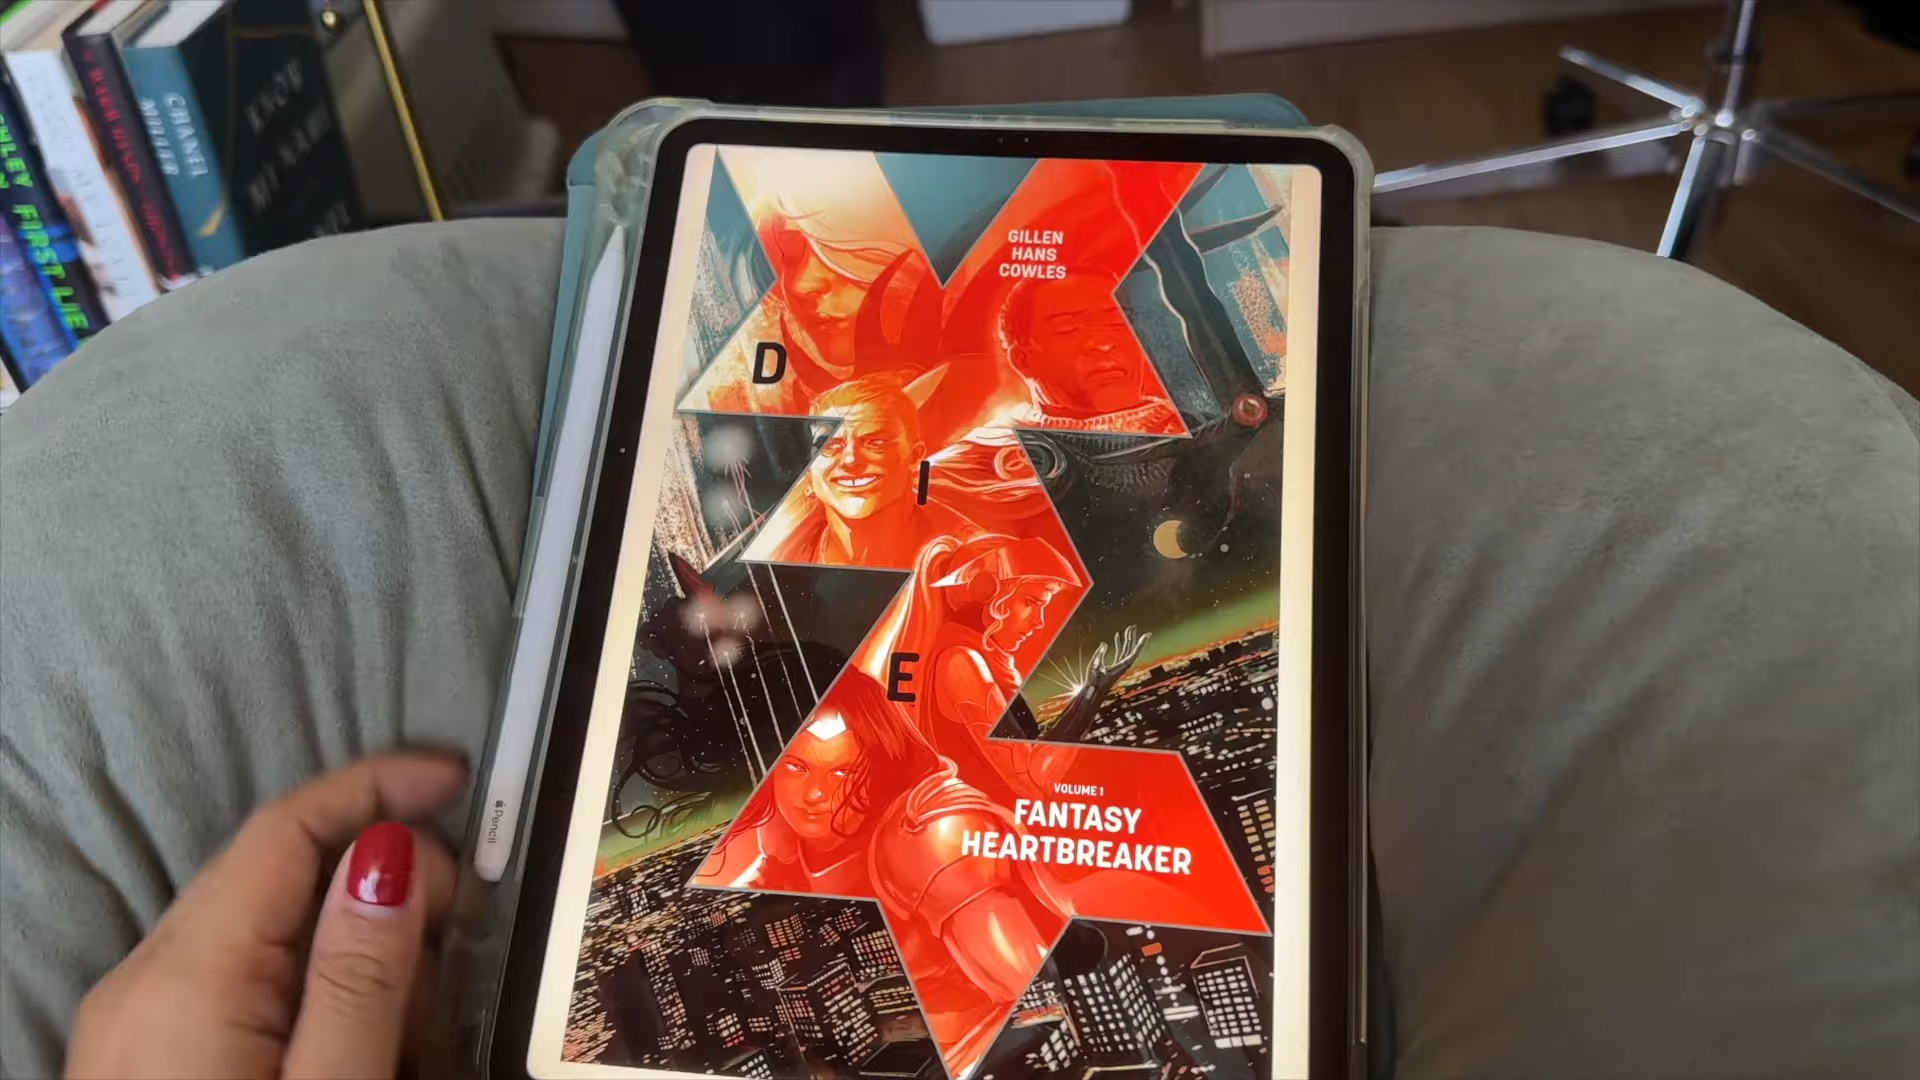 GILLEN
HANS
COWLES
D
I
E
VOLUME 1
FANTASY
HEARTBREAKER
Pencil
CHANEL
MILLER
KNOW
MY NAME
FIRST LIE